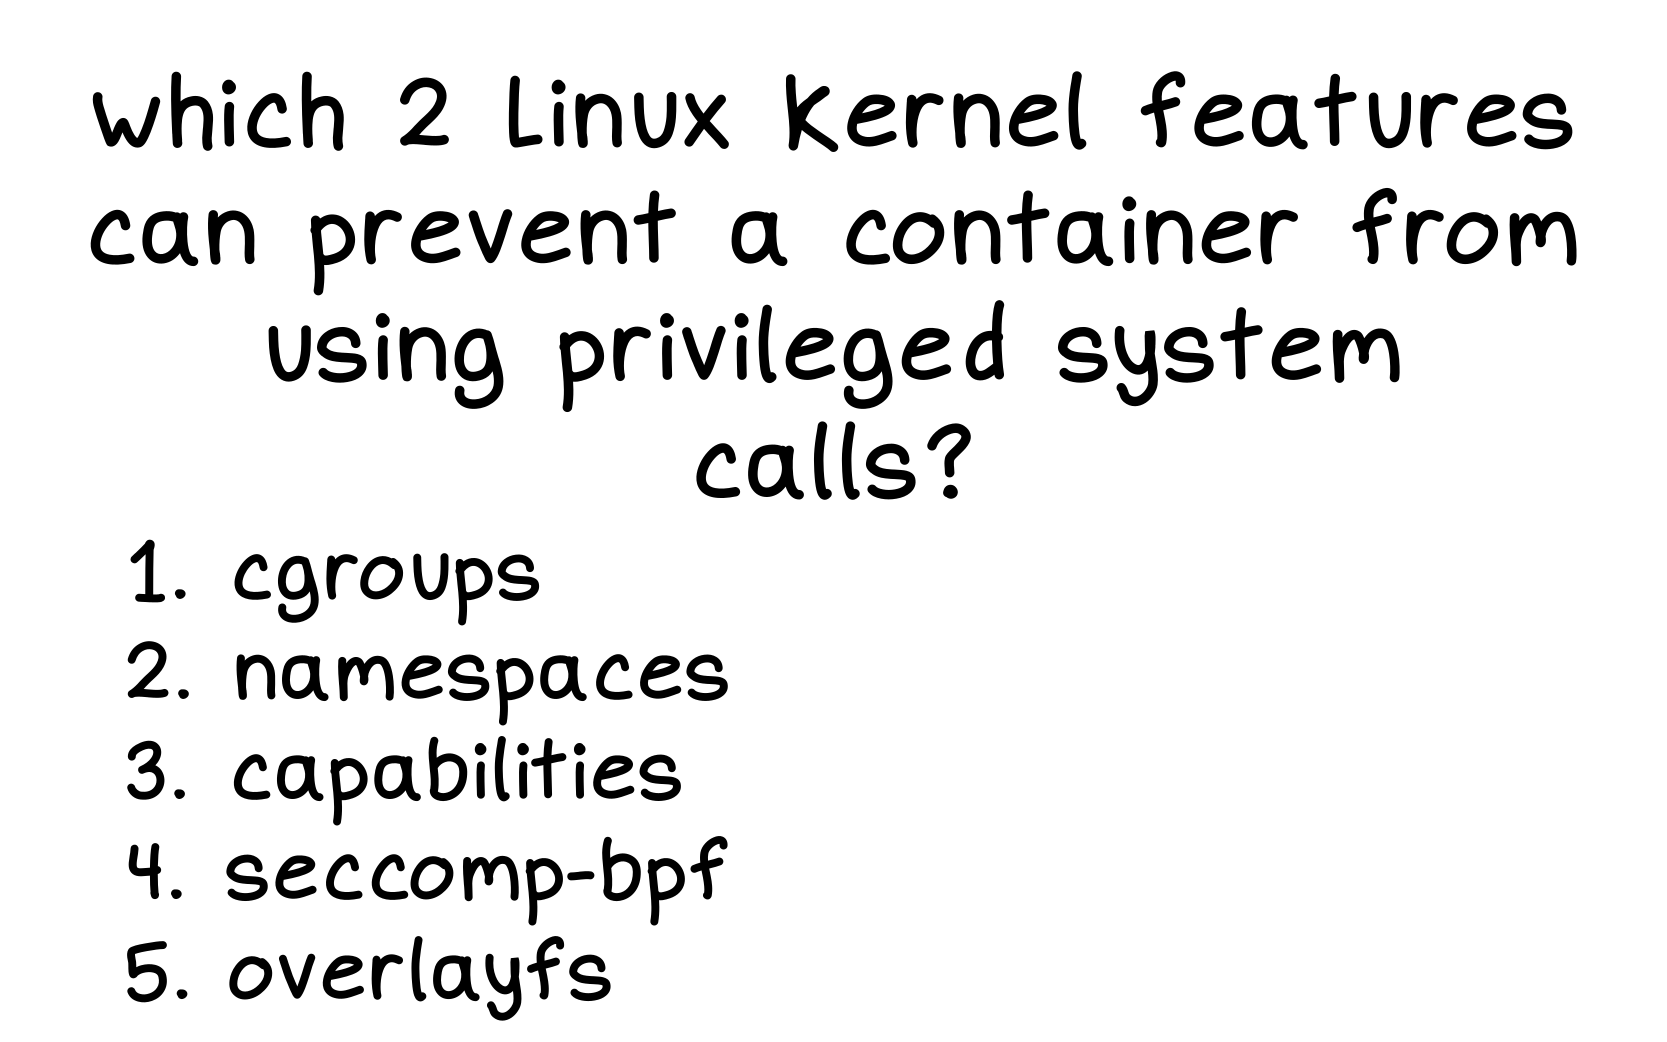 which 2 Linux Kernel features
can prevent a container from
using privileged system
calls?
1. cgroups
2. namespaces
3. capabilities
4. seccomp-bpf
5. overlayfs